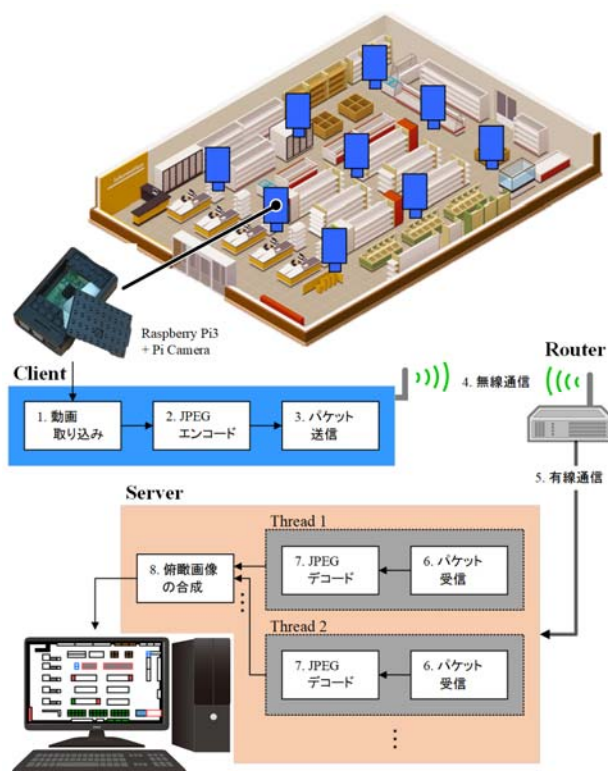 Raspberry Pi3
+ Pi Camera
Client
1. 動画
取り込み
2. JPEG
エンコード
3. パケット
送信
4. 無線通信
Router
5. 有線通信
Server
Thread 1
7. JPEG
デコード
6. パケット
受信
8. 俯瞰画像
の合成
Thread 2
7. JPEG
デコード
6. パケット
受信